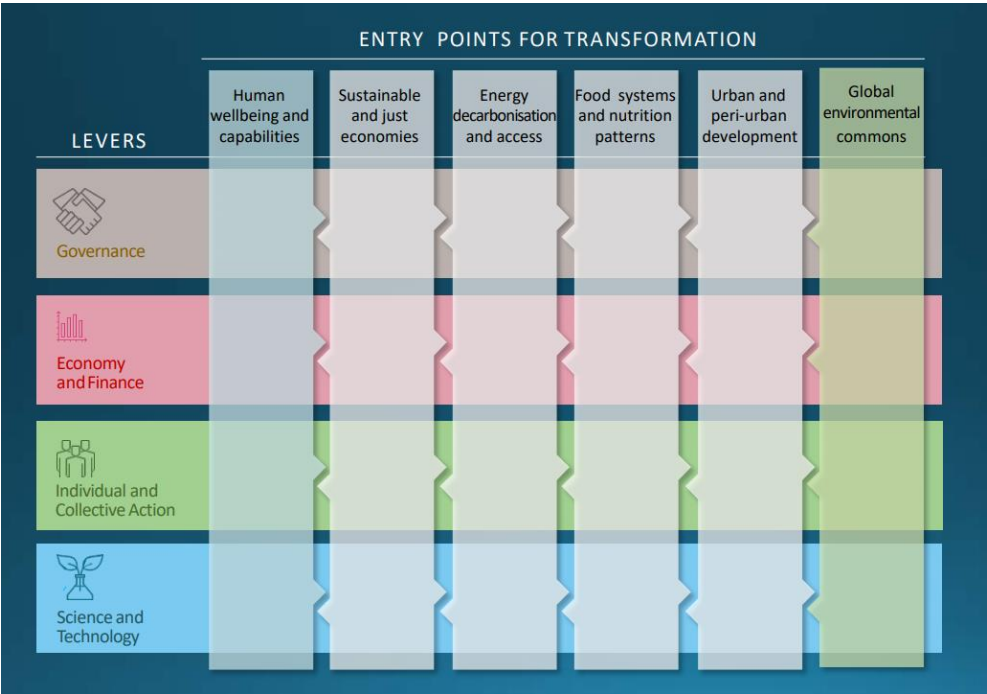 ENTRY POINTS FOR TRANSFORMATION
LEVERS
Human
wellbeing and
capabilities
Sustainable
and just
economies
Energy
decarbonisation
and access
Food systems
and nutrition
patterns
Urban and
peri-urban
development
Global
environmental
commons
Governance
Economy
and Finance
Individual and
Collective Action
Science and
Technology